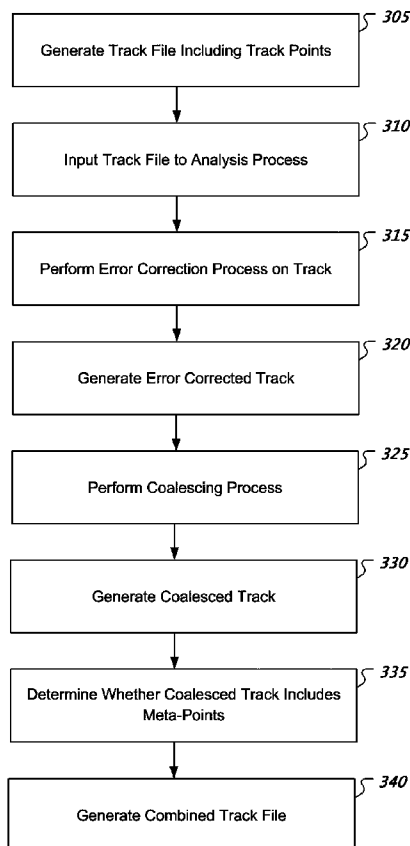 305
Generate Track File Including Track Points
310
Input Track File to Analysis Process
315
Perform Error Correction Process on Track
320
Generate Error Corrected Track
325
Perform Coalescing Process
330
Generate Coalesced Track
335
Determine Whether Coalesced Track Includes
Meta-Points
340
Generate Combined Track File